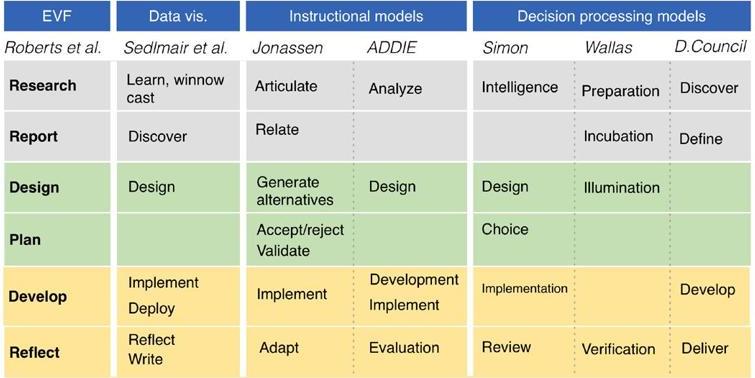 EVF Data vis. Instructional models Decision processing models
Roberts et al. Sedlmair et al. Jonassen ADDIE Simon Wallas D.Council
Research Learn, winnow cast Articulate Analyze Intelligence Preparation Discover
Report Discover Relate Incubation Define
Design Design Generate alternatives Design Design Illumination
Plan Accept/reject Validate Choice
Develop Implement Deploy Implement Development Implement Implementation Develop
Reflect Reflect Write Adapt Evaluation Review Verification Deliver